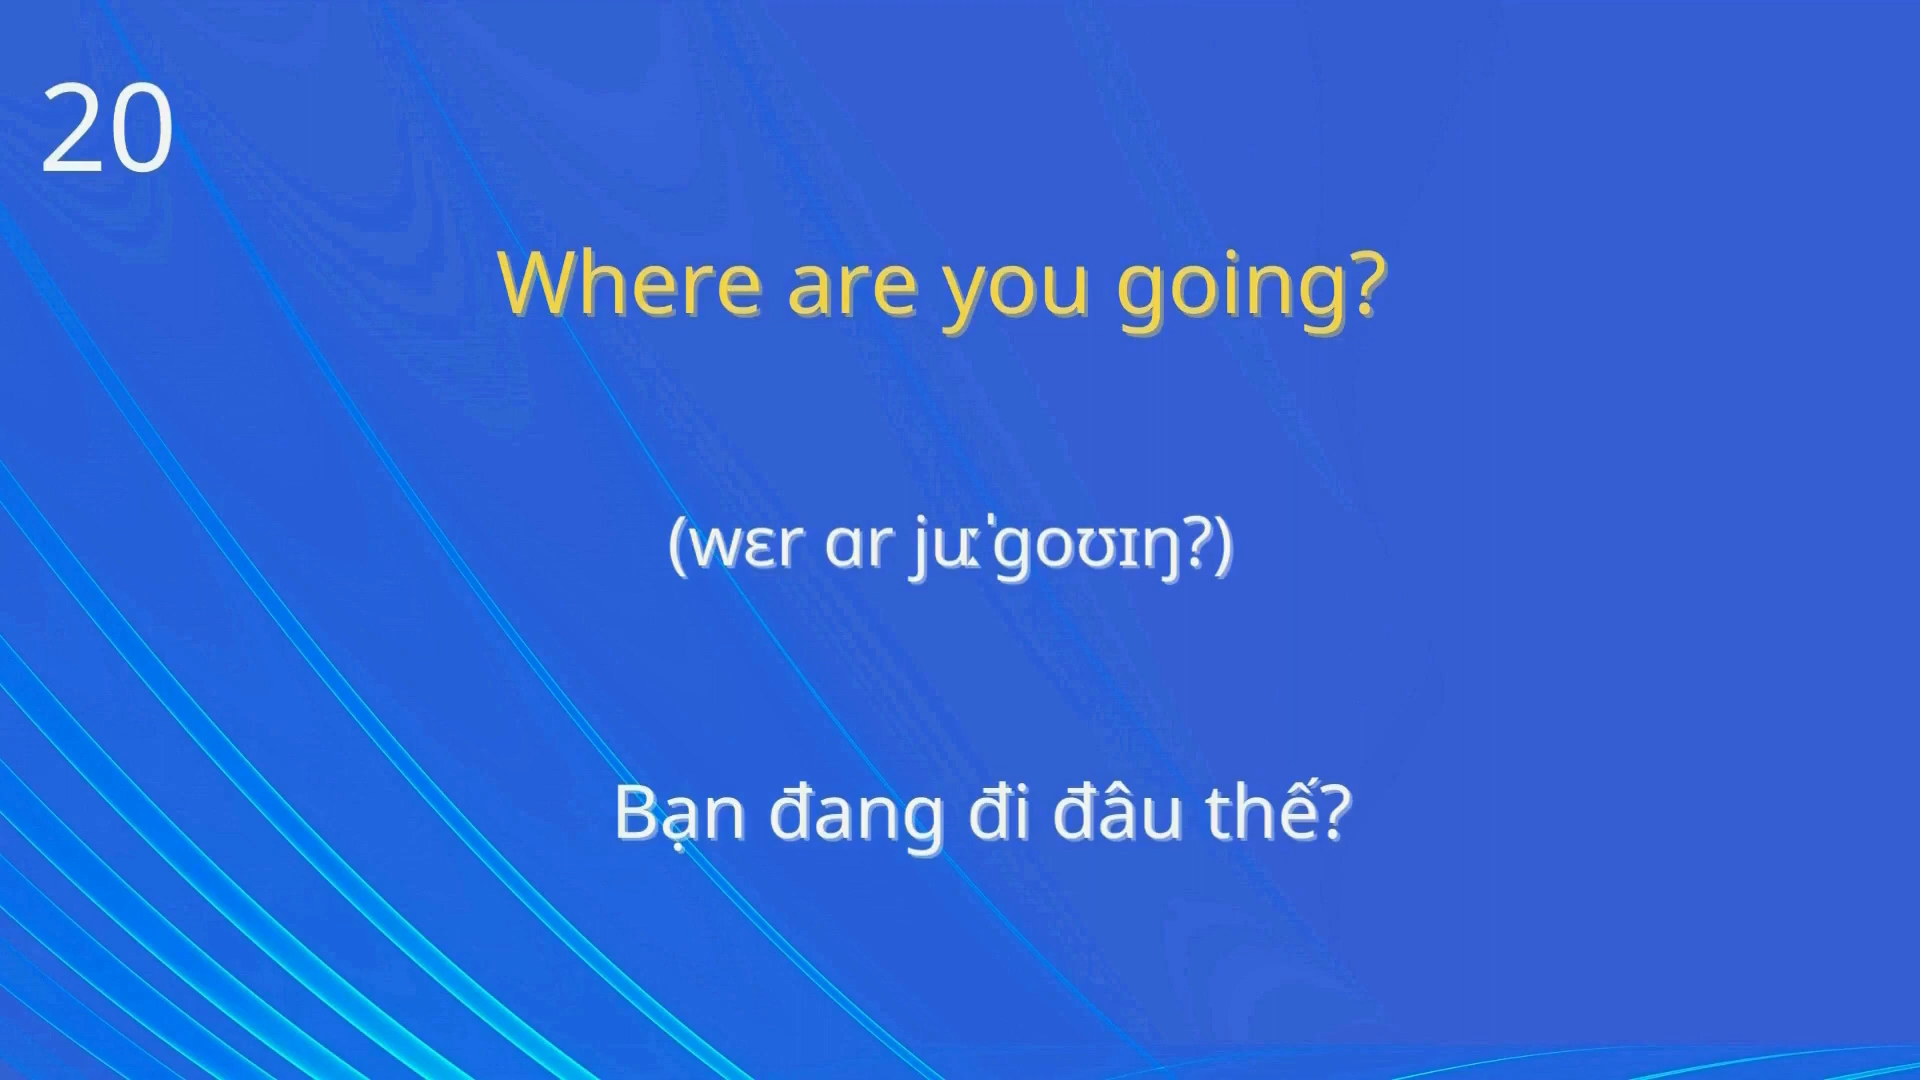 20
Where are you going?
(wɛr ɑr juːˈgoʊɪŋ?)
Bạn đang đi đâu thế?